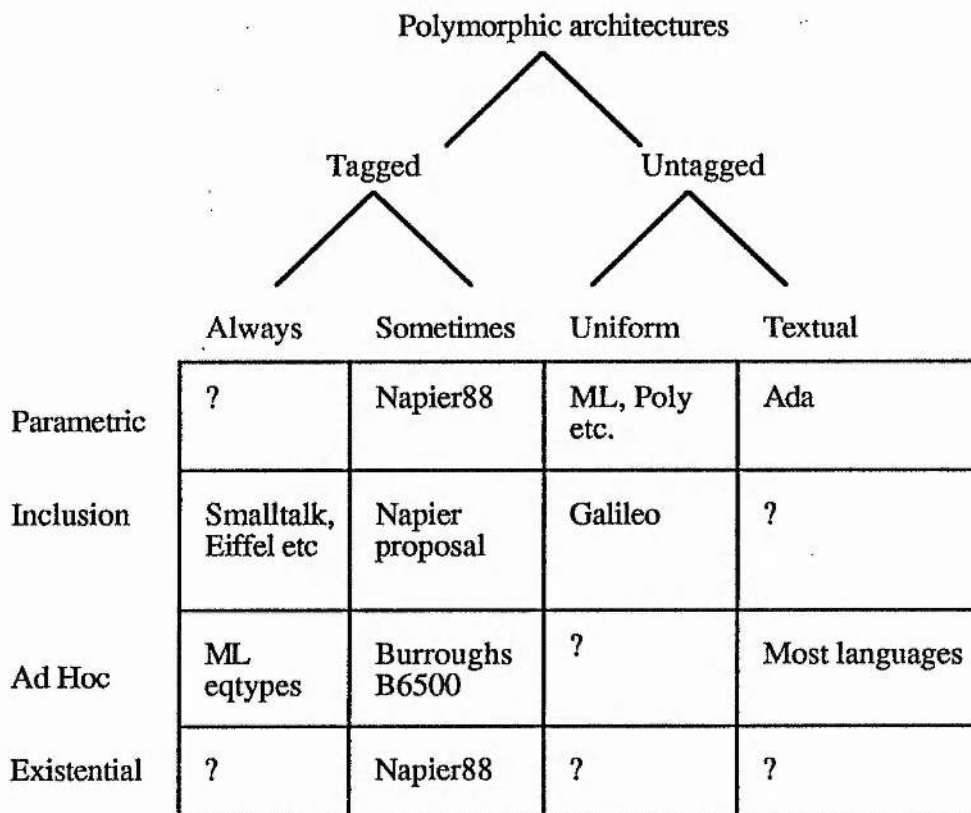 Polymorphic architectures
Tagged Untagged
Always Sometimes Uniform Textual
Parametric ? Napier88 ML, Poly etc. Ada
Inclusion Smalltalk, Eiffel etc Napier proposal Galileo ?
Ad Hoc ML eqtypes Burroughs B6500 ? Most languages
Existential ? Napier88 ? ?